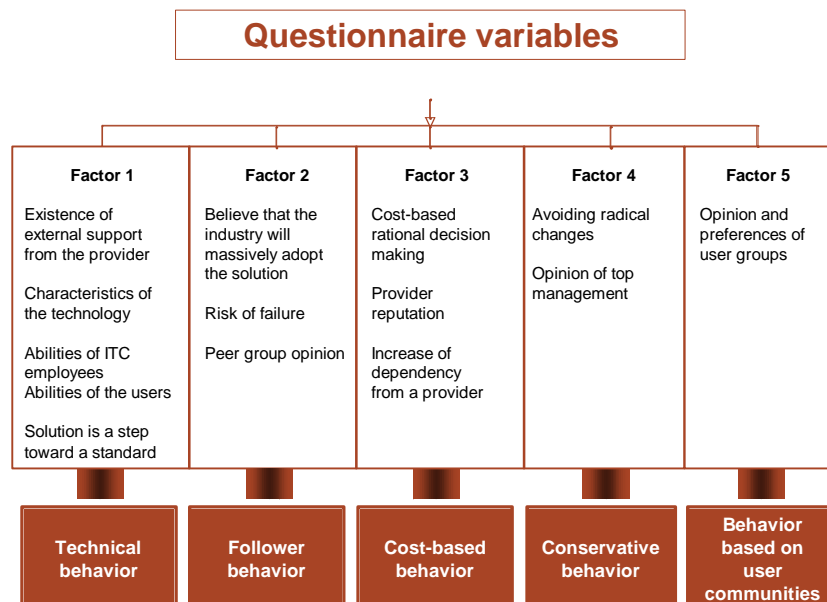 Questionnaire variables
Factor 1
Existence of
external support
from the provider
Characteristics of
the technology
Abilities of ITC
employees
Abilities of the users
Solution is a step
toward a standard
Factor 2
Believe that the
industry will
massively adopt
the solution
Risk of failure
Peer group opinion
Factor 3
Cost-based
rational decision
making
Provider
reputation
Increase of
dependency
from a provider
Factor 4
Avoiding radical
changes
Opinion of top
management
Factor 5
Opinion and
preferences of
user groups
Technical
behavior
Follower
behavior
Cost-based
behavior
Conservative
behavior
Behavior
based on
user
communities